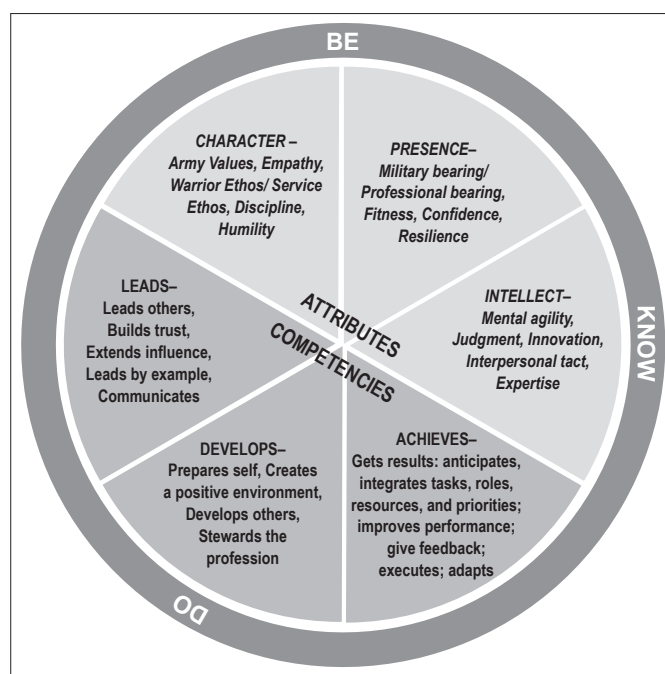 BE
CHARACTER –
Army Values, Empathy,
Warrior Ethos/ Service
Ethos, Discipline,
Humility
PRESENCE–
Military bearing/
Professional bearing,
Fitness, Confidence,
Resilience
LEADS–
Leads others,
Builds trust,
Extends influence,
Leads by example,
Communicates
ATTRIBUTES
COMPETENCIES
INTELLECT–
Mental agility,
Judgment, Innovation,
Interpersonal tact,
Expertise
KNOW
DEVELOPS–
Prepares self, Creates
a positive environment,
Develops others,
Stewards the
profession
ACHIEVES–
Gets results: anticipates,
integrates tasks, roles,
resources, and priorities;
improves performance;
give feedback;
executes; adapts
DO